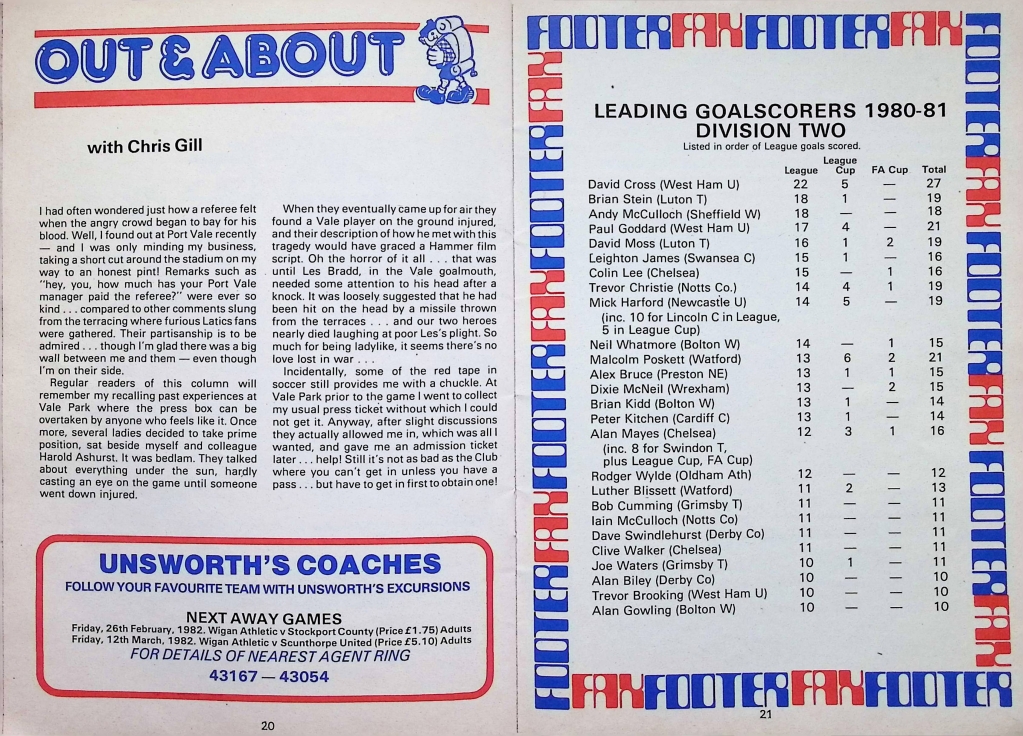 OUT & ABOUT
with Chris Gill
I had often wondered just how a referee felt
when the angry crowd began to bay for his
blood. Well, I found out at Port Vale recently
— and I was only minding my business,
taking a short cut around the stadium on my
way to an honest pint! Remarks such as
"hey, you, how much has your Port Vale
manager paid the referee?" were ever so
kind . . . compared to other comments slung
from the terracing where furious Latics fans
were gathered. Their partisanship is to be
admired . . . though I'm glad there was a big
wall between me and them — even though
I'm on their side.
Regular readers of this column will
remember my recalling past experiences at
Vale Park where the press box can be
overtaken by anyone who feels like it. Once
more, several ladies decided to take prime
position, sat beside myself and colleague
Harold Ashurst. It was bedlam. They talked
about everything under the sun, hardly
casting an eye on the game until someone
went down injured.
When they eventually came up for air they
found a Vale player on the ground injured,
and their description of how he met with this
tragedy would have graced a Hammer film
script. Oh the horror of it all . . . that was
until Les Bradd, in the Vale goalmouth,
needed some attention to his head after a
knock. It was loosely suggested that he had
been hit on the head by a missile thrown
from the terraces . . . and our two heroes
nearly died laughing at poor Les's plight. So
much for being ladylike, it seems there's no
love lost in war . . .
Incidentally, some of the red tape in
soccer still provides me with a chuckle. At
Vale Park prior to the game I went to collect
my usual press ticket without which I could
not get it. Anyway, after slight discussions
they actually allowed me in, which was all I
wanted, and gave me an admission ticket
later . . . help! Still it's not as bad as the Club
where you can't get in unless you have a
pass . . . but have to get in first to obtain one!
UNSWORTH'S COACHES
FOLLOW YOUR FAVOURITE TEAM WITH UNSWORTH'S EXCURSIONS
NEXT AWAY GAMES
Friday, 26th February, 1982. Wigan Athletic v Stockport County (Price £1.75) Adults
Friday, 12th March, 1982. Wigan Athletic v Scunthorpe United (Price £5.10) Adults
FOR DETAILS OF NEAREST AGENT RING
43167 — 43054
20
FOOTERFAXFOOTERFAX
FOOTERFAXFOOTERFAX
FOOTERFAXFOOTERFAX
LEADING GOALSCORERS 1980-81
DIVISION TWO
Listed in order of League goals scored.
League League Cup FA Cup Total
David Cross (West Ham U) 22 5 — 27
Brian Stein (Luton T) 18 1 — 19
Andy McCulloch (Sheffield W) 18 — — 18
Paul Goddard (West Ham U) 17 4 — 21
David Moss (Luton T) 16 1 2 19
Leighton James (Swansea C) 15 1 — 16
Colin Lee (Chelsea) 15 — 1 16
Trevor Christie (Notts Co.) 14 4 1 19
Mick Harford (Newcastle U) 14 5 — 19
(inc. 10 for Lincoln C in League,
5 in League Cup)
Neil Whatmore (Bolton W) 14 — 1 15
Malcolm Poskett (Watford) 13 6 2 21
Alex Bruce (Preston NE) 13 1 1 15
Dixie McNeil (Wrexham) 13 — 2 15
Brian Kidd (Bolton W) 13 1 — 14
Peter Kitchen (Cardiff C) 13 1 — 14
Alan Mayes (Chelsea) 12 3 1 16
(inc. 8 for Swindon T,
plus League Cup, FA Cup)
Rodger Wylde (Oldham Ath) 12 — — 12
Luther Blissett (Watford) 11 2 — 13
Bob Cumming (Grimsby T) 11 — — 11
Iain McCulloch (Notts Co) 11 — — 11
Dave Swindlehurst (Derby Co) 11 — — 11
Clive Walker (Chelsea) 11 — — 11
Joe Waters (Grimsby T) 10 1 — 11
Alan Biley (Derby Co) 10 — — 10
Trevor Brooking (West Ham U) 10 — — 10
Alan Gowling (Bolton W) 10 — — 10
FAXFOOTERFAXFOOTER
21